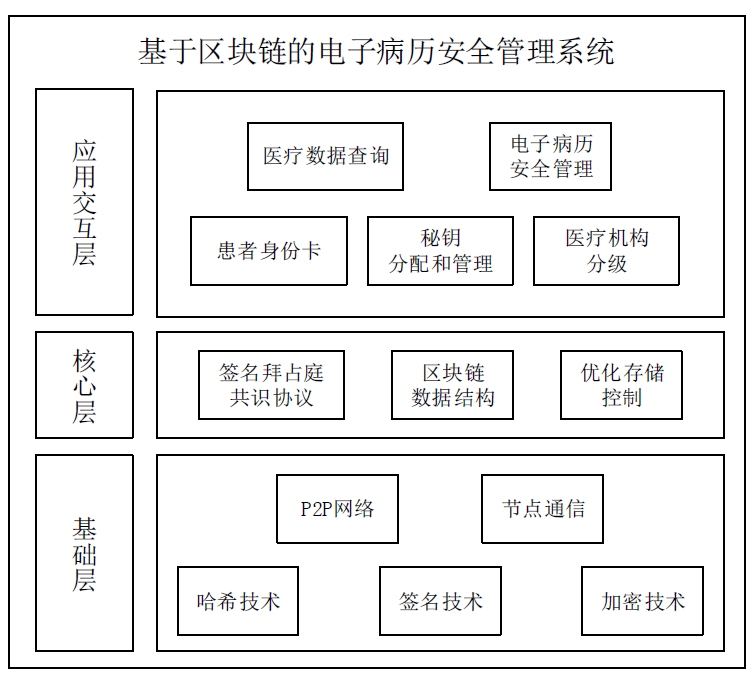 基于区块链的电子病历安全管理系统
应用交互层
医疗数据查询
电子病历
安全管理
患者身份卡
秘钥
分配和管理
医疗机构
分级
核心层
签名拜占庭
共识协议
区块链
数据结构
优化存储
控制
基础层
P2P网络
节点通信
哈希技术
签名技术
加密技术